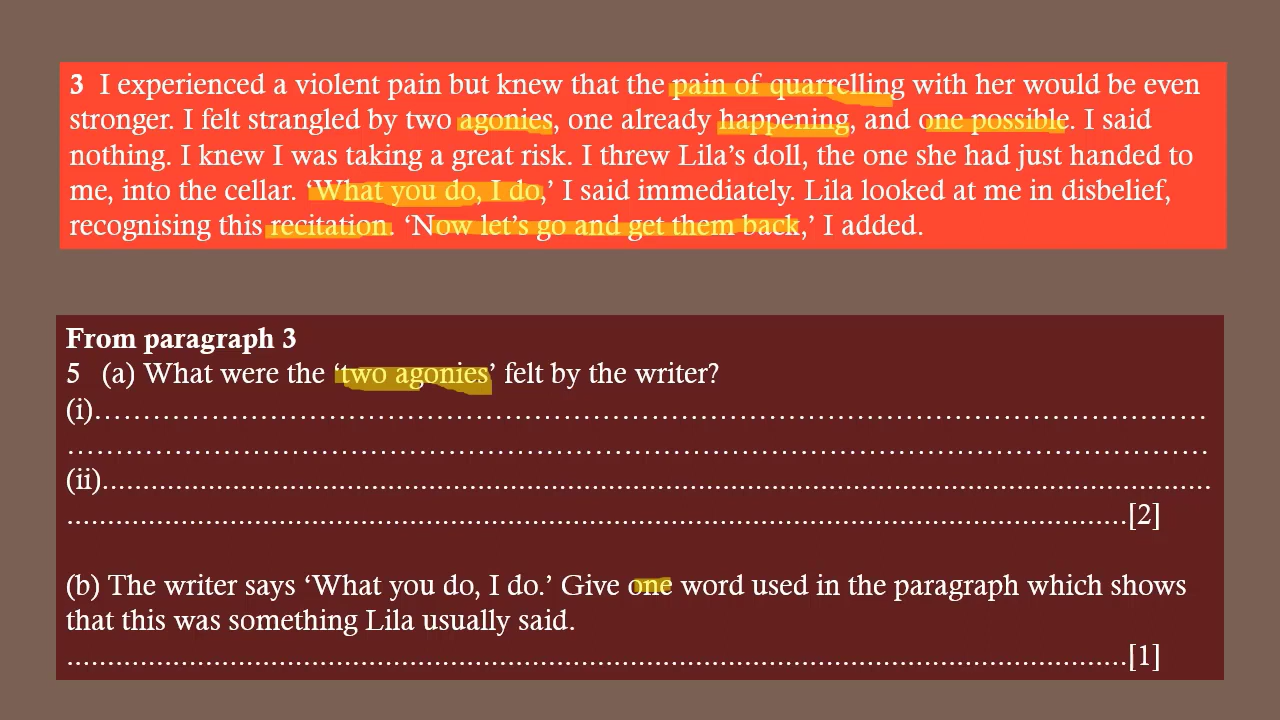 3 I experienced a violent pain but knew that the pain of quarrelling with her would be even
stronger. I felt strangled by two agonies, one already happening, and one possible. I said
nothing. I knew I was taking a great risk. I threw Lila’s doll, the one she had just handed to
me, into the cellar. ‘What you do, I do,’ I said immediately. Lila looked at me in disbelief,
recognising this recitation. ‘Now let’s go and get them back,’ I added.
From paragraph 3
5 (a) What were the ‘two agonies’ felt by the writer?
(i)..........................................................................................
..........................................................................................
(ii)..........................................................................................
..........................................................................................[2]
(b) The writer says ‘What you do, I do.’ Give one word used in the paragraph which shows
that this was something Lila usually said.
..........................................................................................[1]